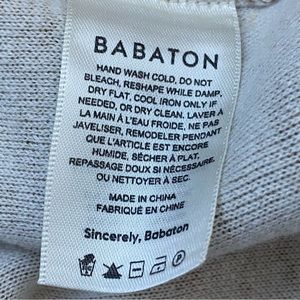 BABATON
HAND WASH COLD, DO NOT
BLEACH, RESHAPE WHILE DAMP,
DRY FLAT, COOL IRON ONLY IF
NEEDED, OR DRY CLEAN. LAVER À
LA MAIN À L'EAU FROIDE, NE PAS
JAVELISER, REMODELER PENDANT
QUE L'ARTICLE EST ENCORE
HUMIDE, SÉCHER À PLAT,
REPASSAGE DOUX SI NÉCESSAIRE,
OU NETTOYER À SEC.
MADE IN CHINA
FABRIQUÉ EN CHINE
Sincerely, Babaton